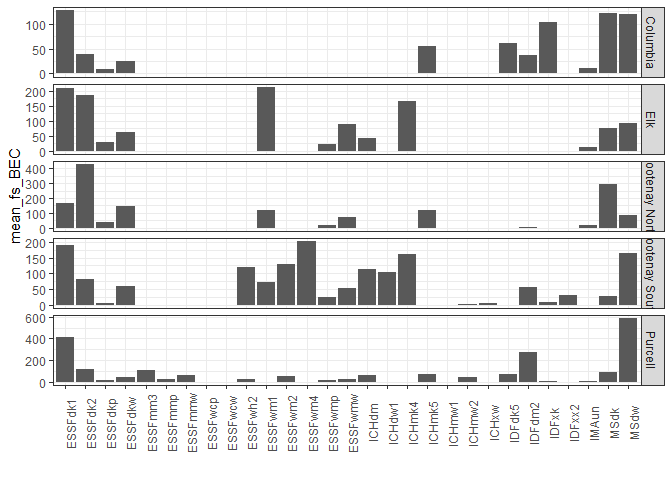 mean_fs_BEC
100
50
0
Columbia
200
150
100
50
0
Elk
400
300
200
100
0
ootenay Nort
200
150
100
50
0
ootenay Sou
600
400
200
0
Purcell
ESSFdk1
ESSFdk2
ESSFdkp
ESSFdkw
ESSFmm3
ESSFmmp
ESSFmmw
ESSFwcp
ESSFwcw
ESSFwh2
ESSFwm1
ESSFwm2
ESSFwm4
ESSFwmp
ESSFwmw
ICHdm
ICHdw1
ICHmk4
ICHmk5
ICHmw1
ICHmw2
ICHxw
IDFdk5
IDFdm2
IDFxk
IDFxx2
IMAun
MSdk
MSdw